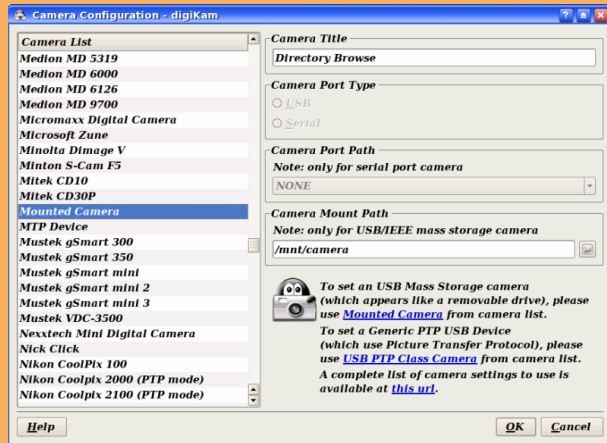 Camera Configuration - digiKam
Camera List
Medion MD 5319
Medion MD 6000
Medion MD 6126
Medion MD 9700
Micromaxx Digital Camera
Microsoft Zune
Minolta Dimage V
Minton S-Cam F5
Mitek CD10
Mitek CD30P
Mounted Camera
MTP Device
Mustek gSmart 300
Mustek gSmart 350
Mustek gSmart mini
Mustek gSmart mini 2
Mustek gSmart mini 3
Mustek VDC-3500
Nexxtech Mini Digital Camera
Nick Click
Nikon CoolPix 100
Nikon Coolpix 2000 (PTP mode)
Nikon Coolpix 2100 (PTP mode)
Camera Title
Directory Browse
Camera Port Type
USB
Serial
Camera Port Path
Note: only for serial port camera
NONE
Camera Mount Path
Note: only for USB/IEEE mass storage camera
/mnt/camera
To set an USB Mass Storage camera
(which appears like a removable drive), please
use Mounted Camera from camera list.
To set a Generic PTP USB Device
(which use Picture Transfer Protocol), please
use USB PTP Class Camera from camera list.
A complete list of camera settings to use is
available at this url.
Help
OK
Cancel